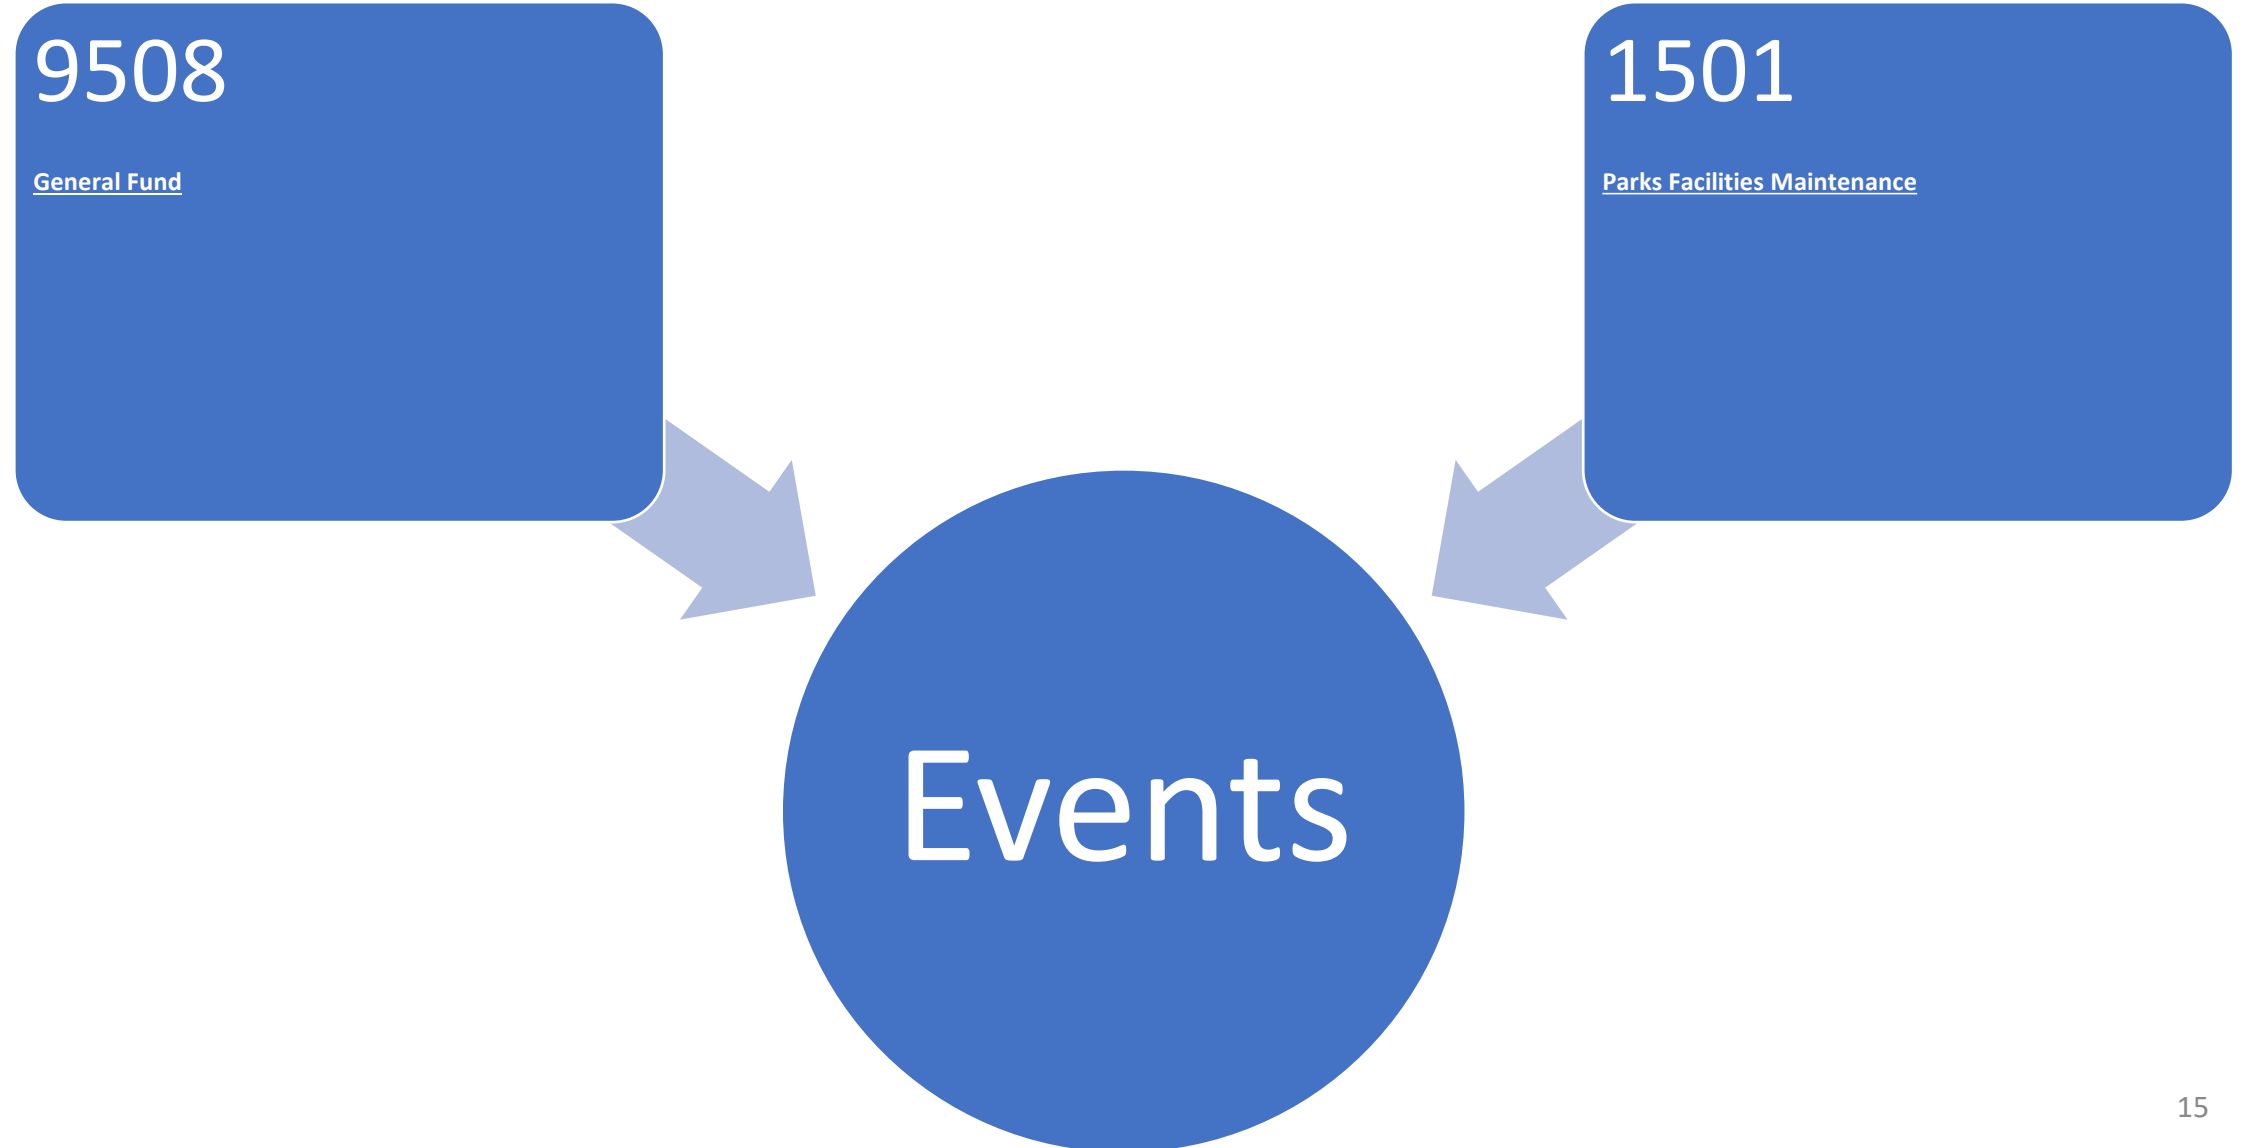 9508
General Fund
1501
Parks Facilities Maintenance
Events
15